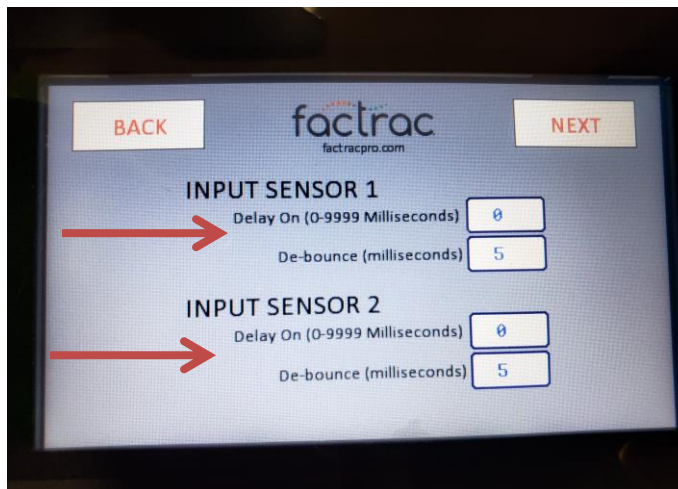 BACK
factrac
NEXT
factracpro.com
INPUT SENSOR 1
Delay On (0-9999 Milliseconds) 0
De-bounce (milliseconds) 5
INPUT SENSOR 2
Delay On (0-9999 Milliseconds) 0
De-bounce (milliseconds) 5